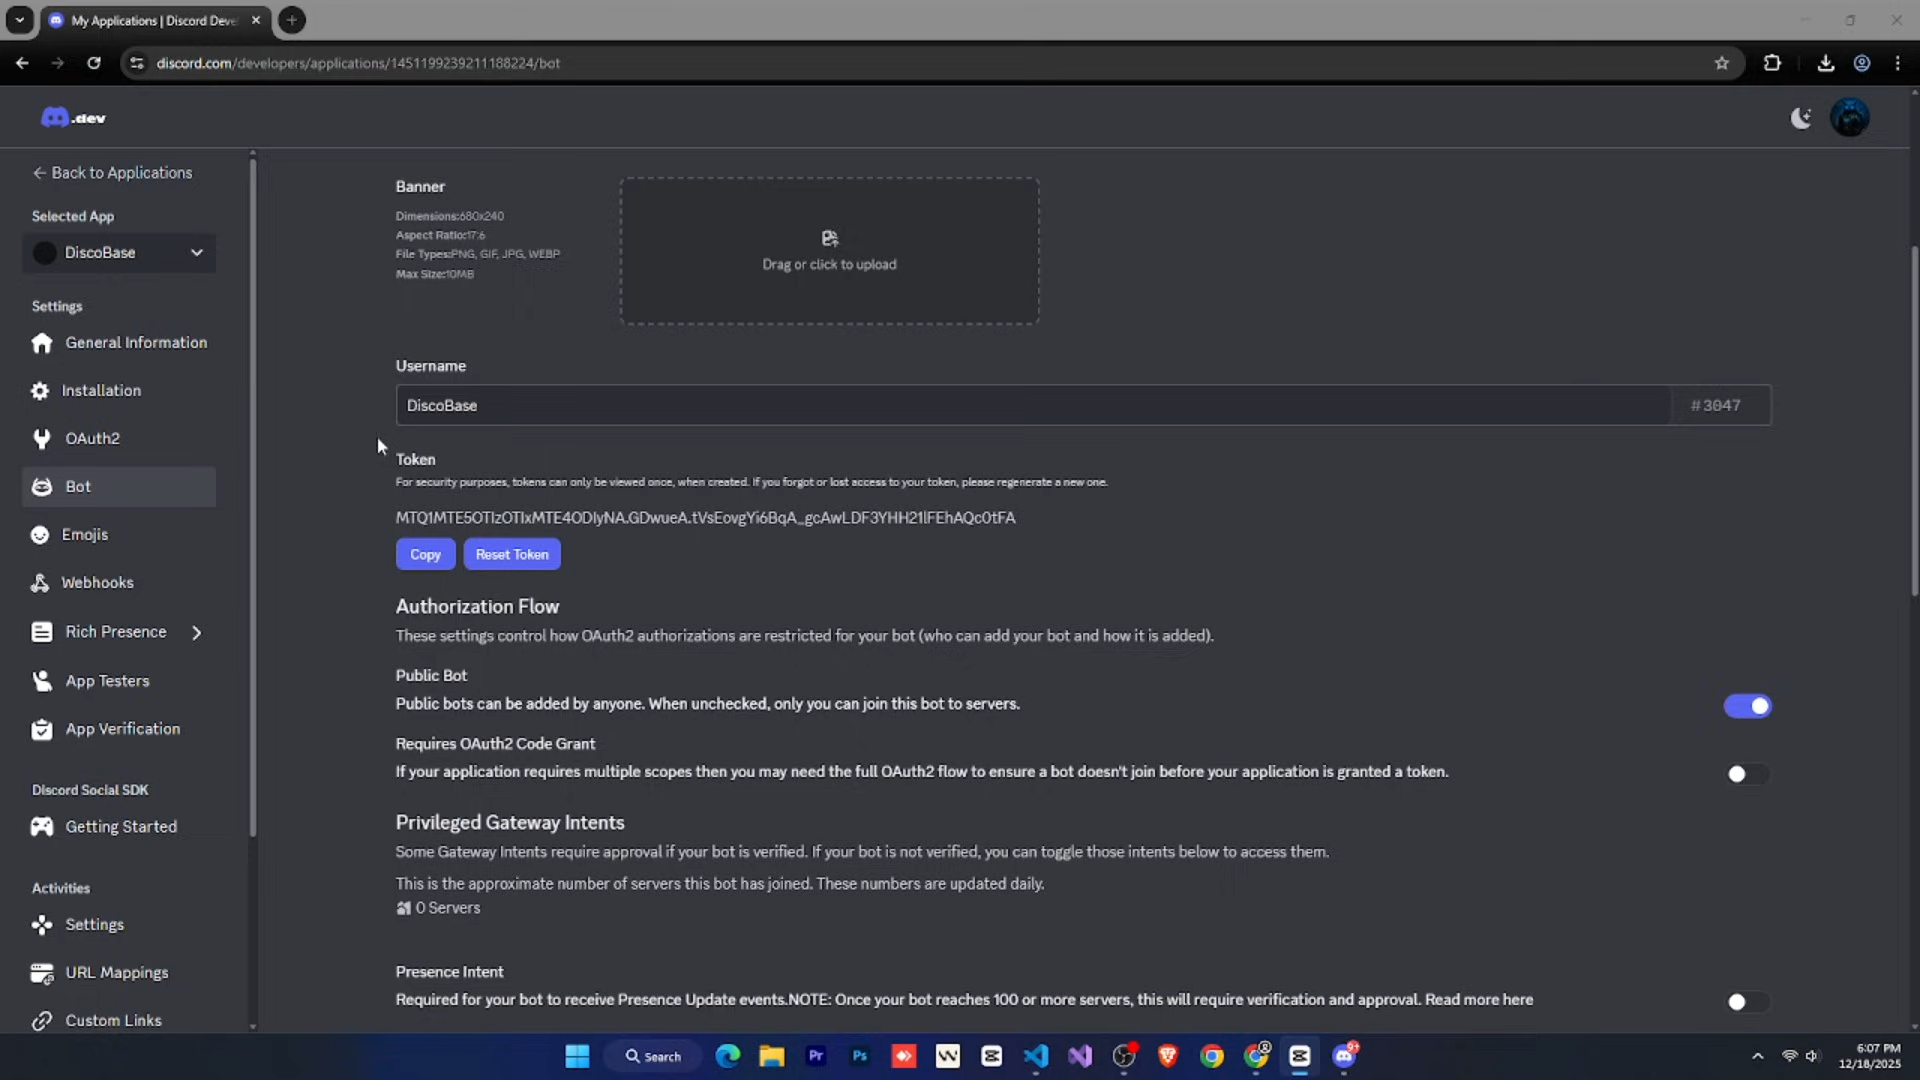 My Applications | Discord Deve
discord.com/developers/applications/1451199239211188224/bot
.dev
Back to Applications
Selected App
DiscoBase
Settings
General Information
Installation
OAuth2
Bot
Emojis
Webhooks
Rich Presence
App Testers
App Verification
Discord Social SDK
Getting Started
Activities
Settings
URL Mappings
Custom Links
Banner
Dimensions:680x240
Aspect Ratio:17:6
File Types:PNG, GIF, JPG, WEBP
Max Size:10MB
Drag or click to upload
Username
DiscoBase
#3047
Token
For security purposes, tokens can only be viewed once, when created. If you forgot or lost access to your token, please regenerate a new one.
Copy
Reset Token
Authorization Flow
These settings control how OAuth2 authorizations are restricted for your bot (who can add your bot and how it is added).
Public Bot
Public bots can be added by anyone. When unchecked, only you can join this bot to servers.
Requires OAuth2 Code Grant
If your application requires multiple scopes then you may need the full OAuth2 flow to ensure a bot doesn't join before your application is granted a token.
Privileged Gateway Intents
Some Gateway Intents require approval if your bot is verified. If your bot is not verified, you can toggle those intents below to access them.
This is the approximate number of servers this bot has joined. These numbers are updated daily.
0 Servers
Presence Intent
Required for your bot to receive Presence Update events.NOTE: Once your bot reaches 100 or more servers, this will require verification and approval. Read more here
Search
Pr
Ps
9+
6:07 PM
12/18/2025